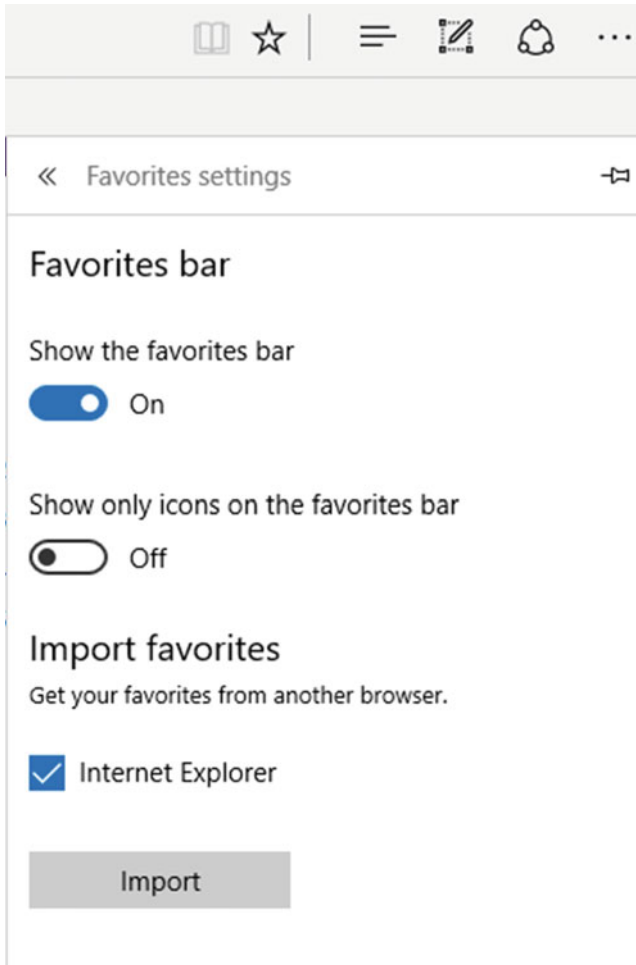 Favorites settings
Favorites bar
Show the favorites bar
On
Show only icons on the favorites bar
Off
Import favorites
Get your favorites from another browser.
Internet Explorer
Import